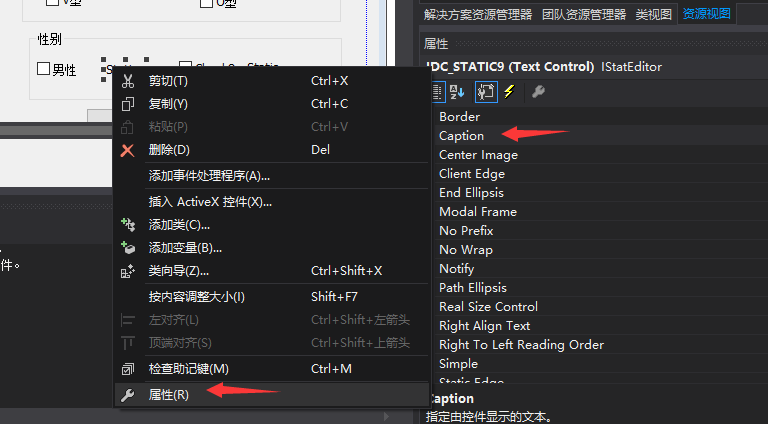 V型
O型
性别
男性
剪切(T) Ctrl+X
复制(Y) Ctrl+C
粘贴(P) Ctrl+V
删除(D) Del
添加事件处理程序(A)...
插入 ActiveX 控件(X)...
添加类(C)...
添加变量(B)...
类向导(Z)... Ctrl+Shift+X
按内容调整大小(I) Shift+F7
左对齐(L) Ctrl+Shift+左箭头
顶端对齐(S) Ctrl+Shift+上箭头
检查助记键(M) Ctrl+M
属性(R)
件。
解决方案资源管理器 团队资源管理器 类视图 资源视图
属性
IDC_STATIC9 (Text Control) IStatEditor
Border
Caption
Center Image
Client Edge
End Ellipsis
Modal Frame
No Prefix
No Wrap
Notify
Path Ellipsis
Real Size Control
Right Align Text
Right To Left Reading Order
Simple
Static Edge
Caption
指定由控件显示的文本。